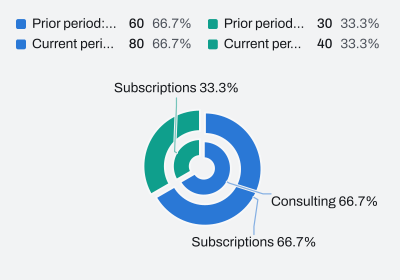 Prior period:... 60 66.7% Prior period... 30 33.3%
Current peri... 80 66.7% Current per... 40 33.3%
Subscriptions 33.3%
Consulting 66.7%
Subscriptions 66.7%